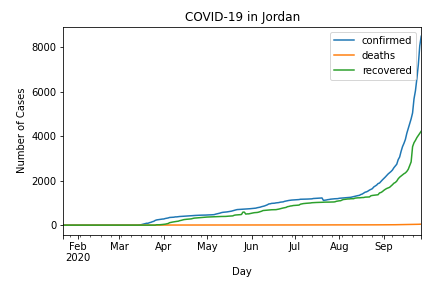 COVID-19 in Jordan
confirmed
deaths
recovered
Number of Cases
8000
6000
4000
2000
0
Feb Mar Apr May Jun Jul Aug Sep
2020
Day